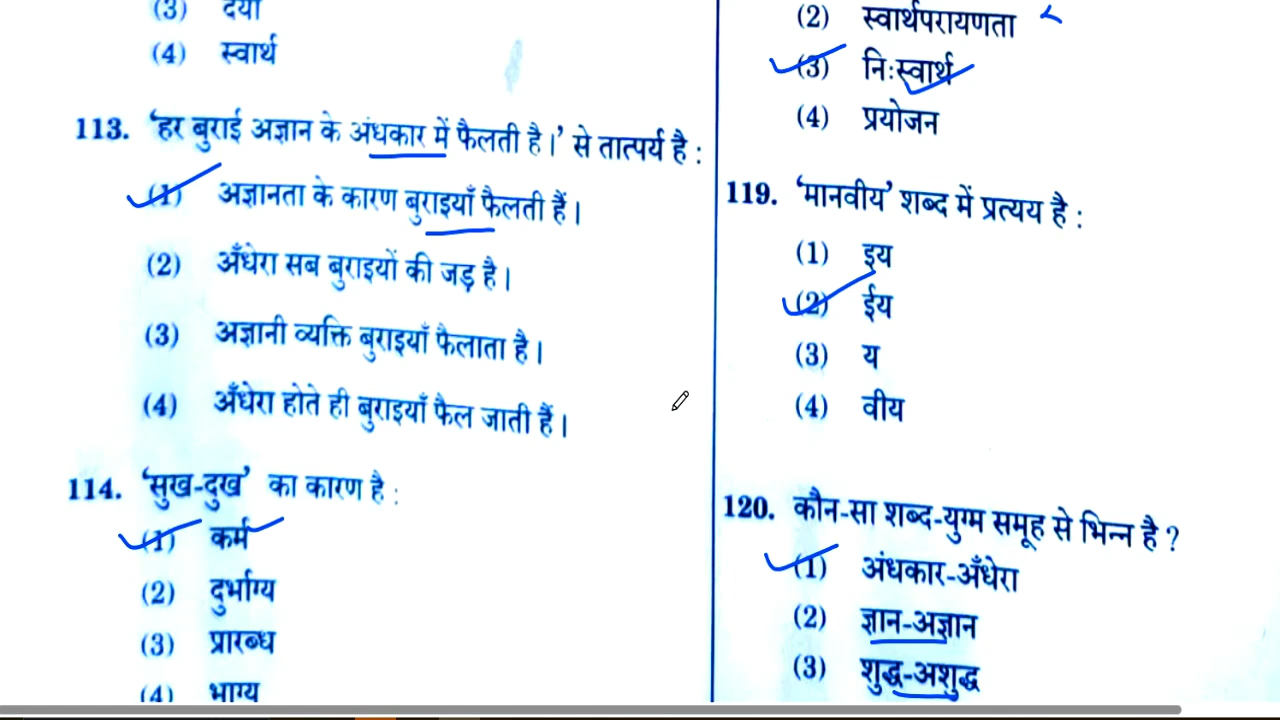 (3) दया
(4) स्वार्थ
113. 'हर बुराई अज्ञान के अंधकार में फैलती है।' से तात्पर्य है :
(1) अज्ञानता के कारण बुराइयाँ फैलती हैं।
(2) अँधेरा सब बुराइयों की जड़ है।
(3) अज्ञानी व्यक्ति बुराइयाँ फैलाता है।
(4) अँधेरा होते ही बुराइयाँ फैल जाती हैं।
114. 'सुख-दुख' का कारण है :
(1) कर्म
(2) दुर्भाग्य
(3) प्रारब्ध
(4) भाग्य
(2) स्वार्थपरायणता
(3) निःस्वार्थ
(4) प्रयोजन
119. 'मानवीय' शब्द में प्रत्यय है :
(1) इय
(2) ईय
(3) य
(4) वीय
120. कौन-सा शब्द-युग्म समूह से भिन्न है ?
(1) अंधकार-अँधेरा
(2) ज्ञान-अज्ञान
(3) शुद्ध-अशुद्ध